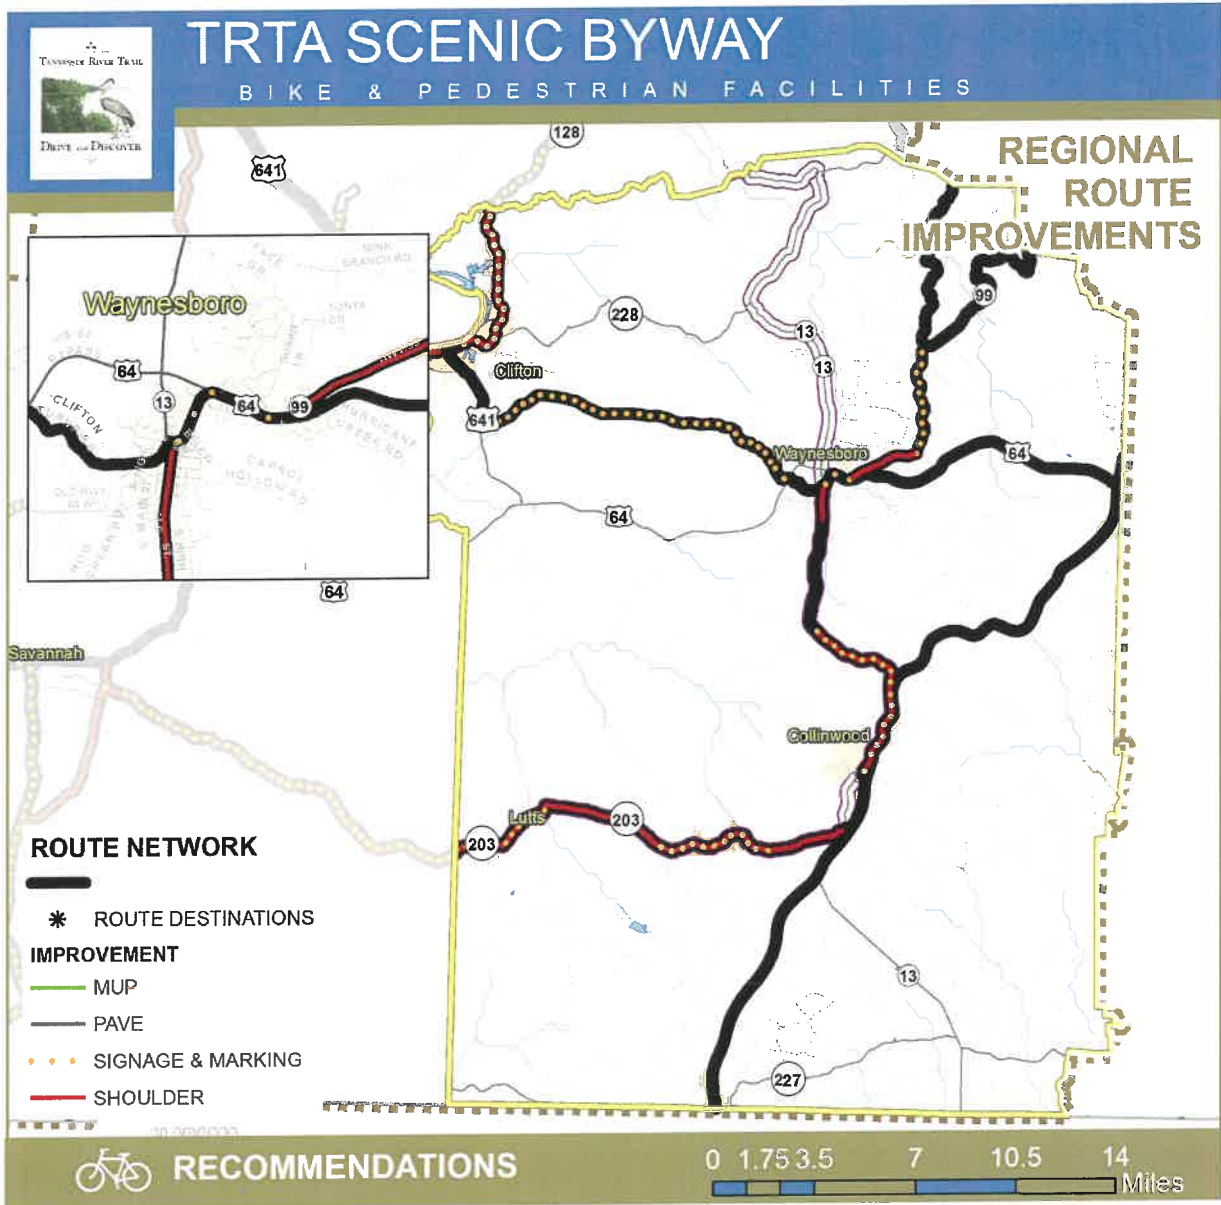 TRTA SCENIC BYWAY
BIKE & PEDESTRIAN FACILITIES
TENNESSEE RIVER TRAIL
DRIVE AND DISCOVER
REGIONAL
ROUTE
IMPROVEMENTS
128
641
99
228
13
13
Clifton
641
Waynesboro
64
64
64
Savannah
Collinwood
Lutts
203
203
13
227
Waynesboro
64
13
64
99
CLIFTON
ROUTE NETWORK
ROUTE DESTINATIONS
IMPROVEMENT
MUP
PAVE
SIGNAGE & MARKING
SHOULDER
RECOMMENDATIONS
0 1.75 3.5 7 10.5 14
Miles